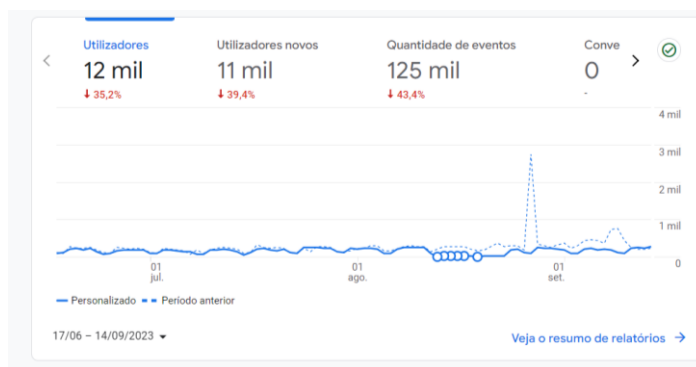 Utilizadores Utilizadores novos Quantidade de eventos Conve
12 mil 11 mil 125 mil 0
↓ 35,2% ↓ 39,4% ↓ 43,4% -
4 mil
3 mil
2 mil
1 mil
0
01 01 01
jul. ago. set.
Personalizado Período anterior
17/06 – 14/09/2023
Veja o resumo de relatórios →